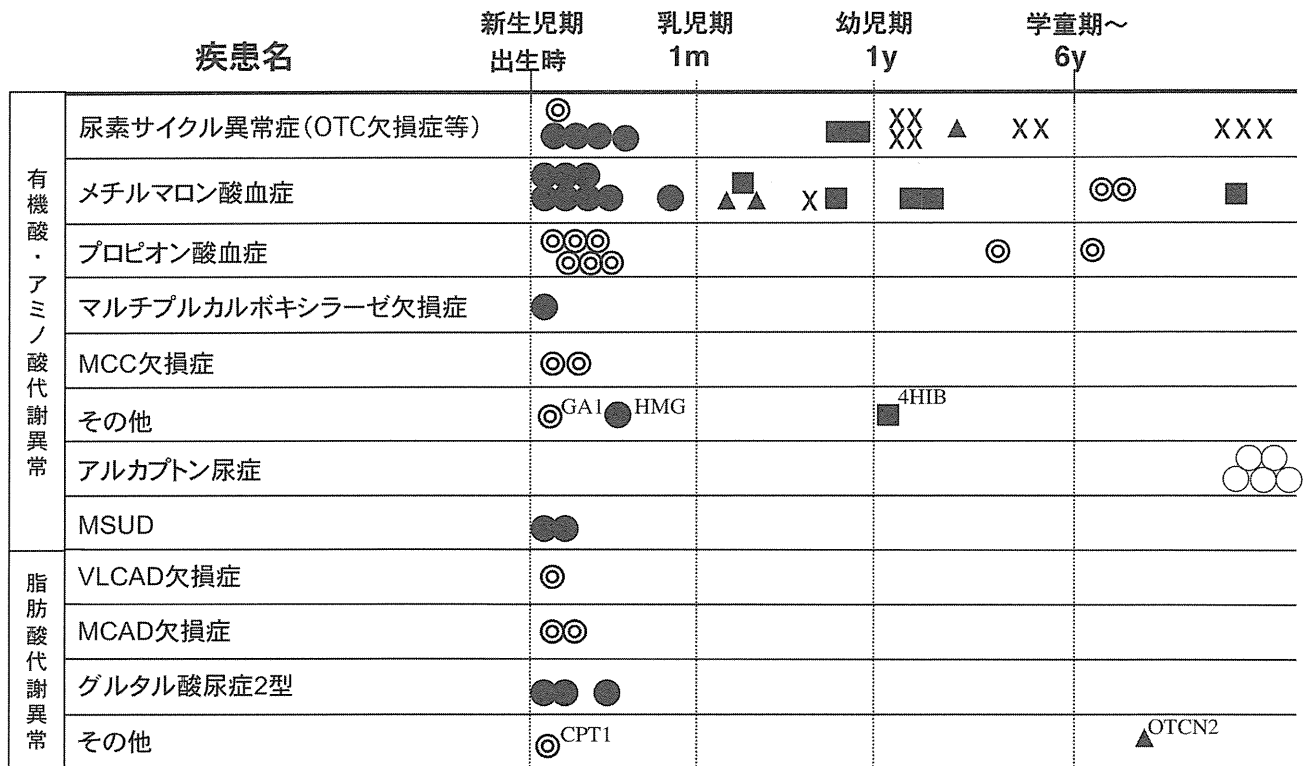 新生児期 乳児期 幼児期 学童期～
疾患名 出生時 1m 1y 6y
有機酸・アミノ酸代謝異常
尿素サイクル異常症(OTC欠損症等)
XX
XX
XX
XXX
メチルマロン酸血症
X
プロピオン酸血症
マルチプルカルボキシラーゼ欠損症
MCC欠損症
その他 GA1 HMG 4HIB
アルカプトン尿症
MSUD
脂肪酸代謝異常
VLCAD欠損症
MCAD欠損症
グルタル酸尿症2型
その他 CPT1 OTCN2